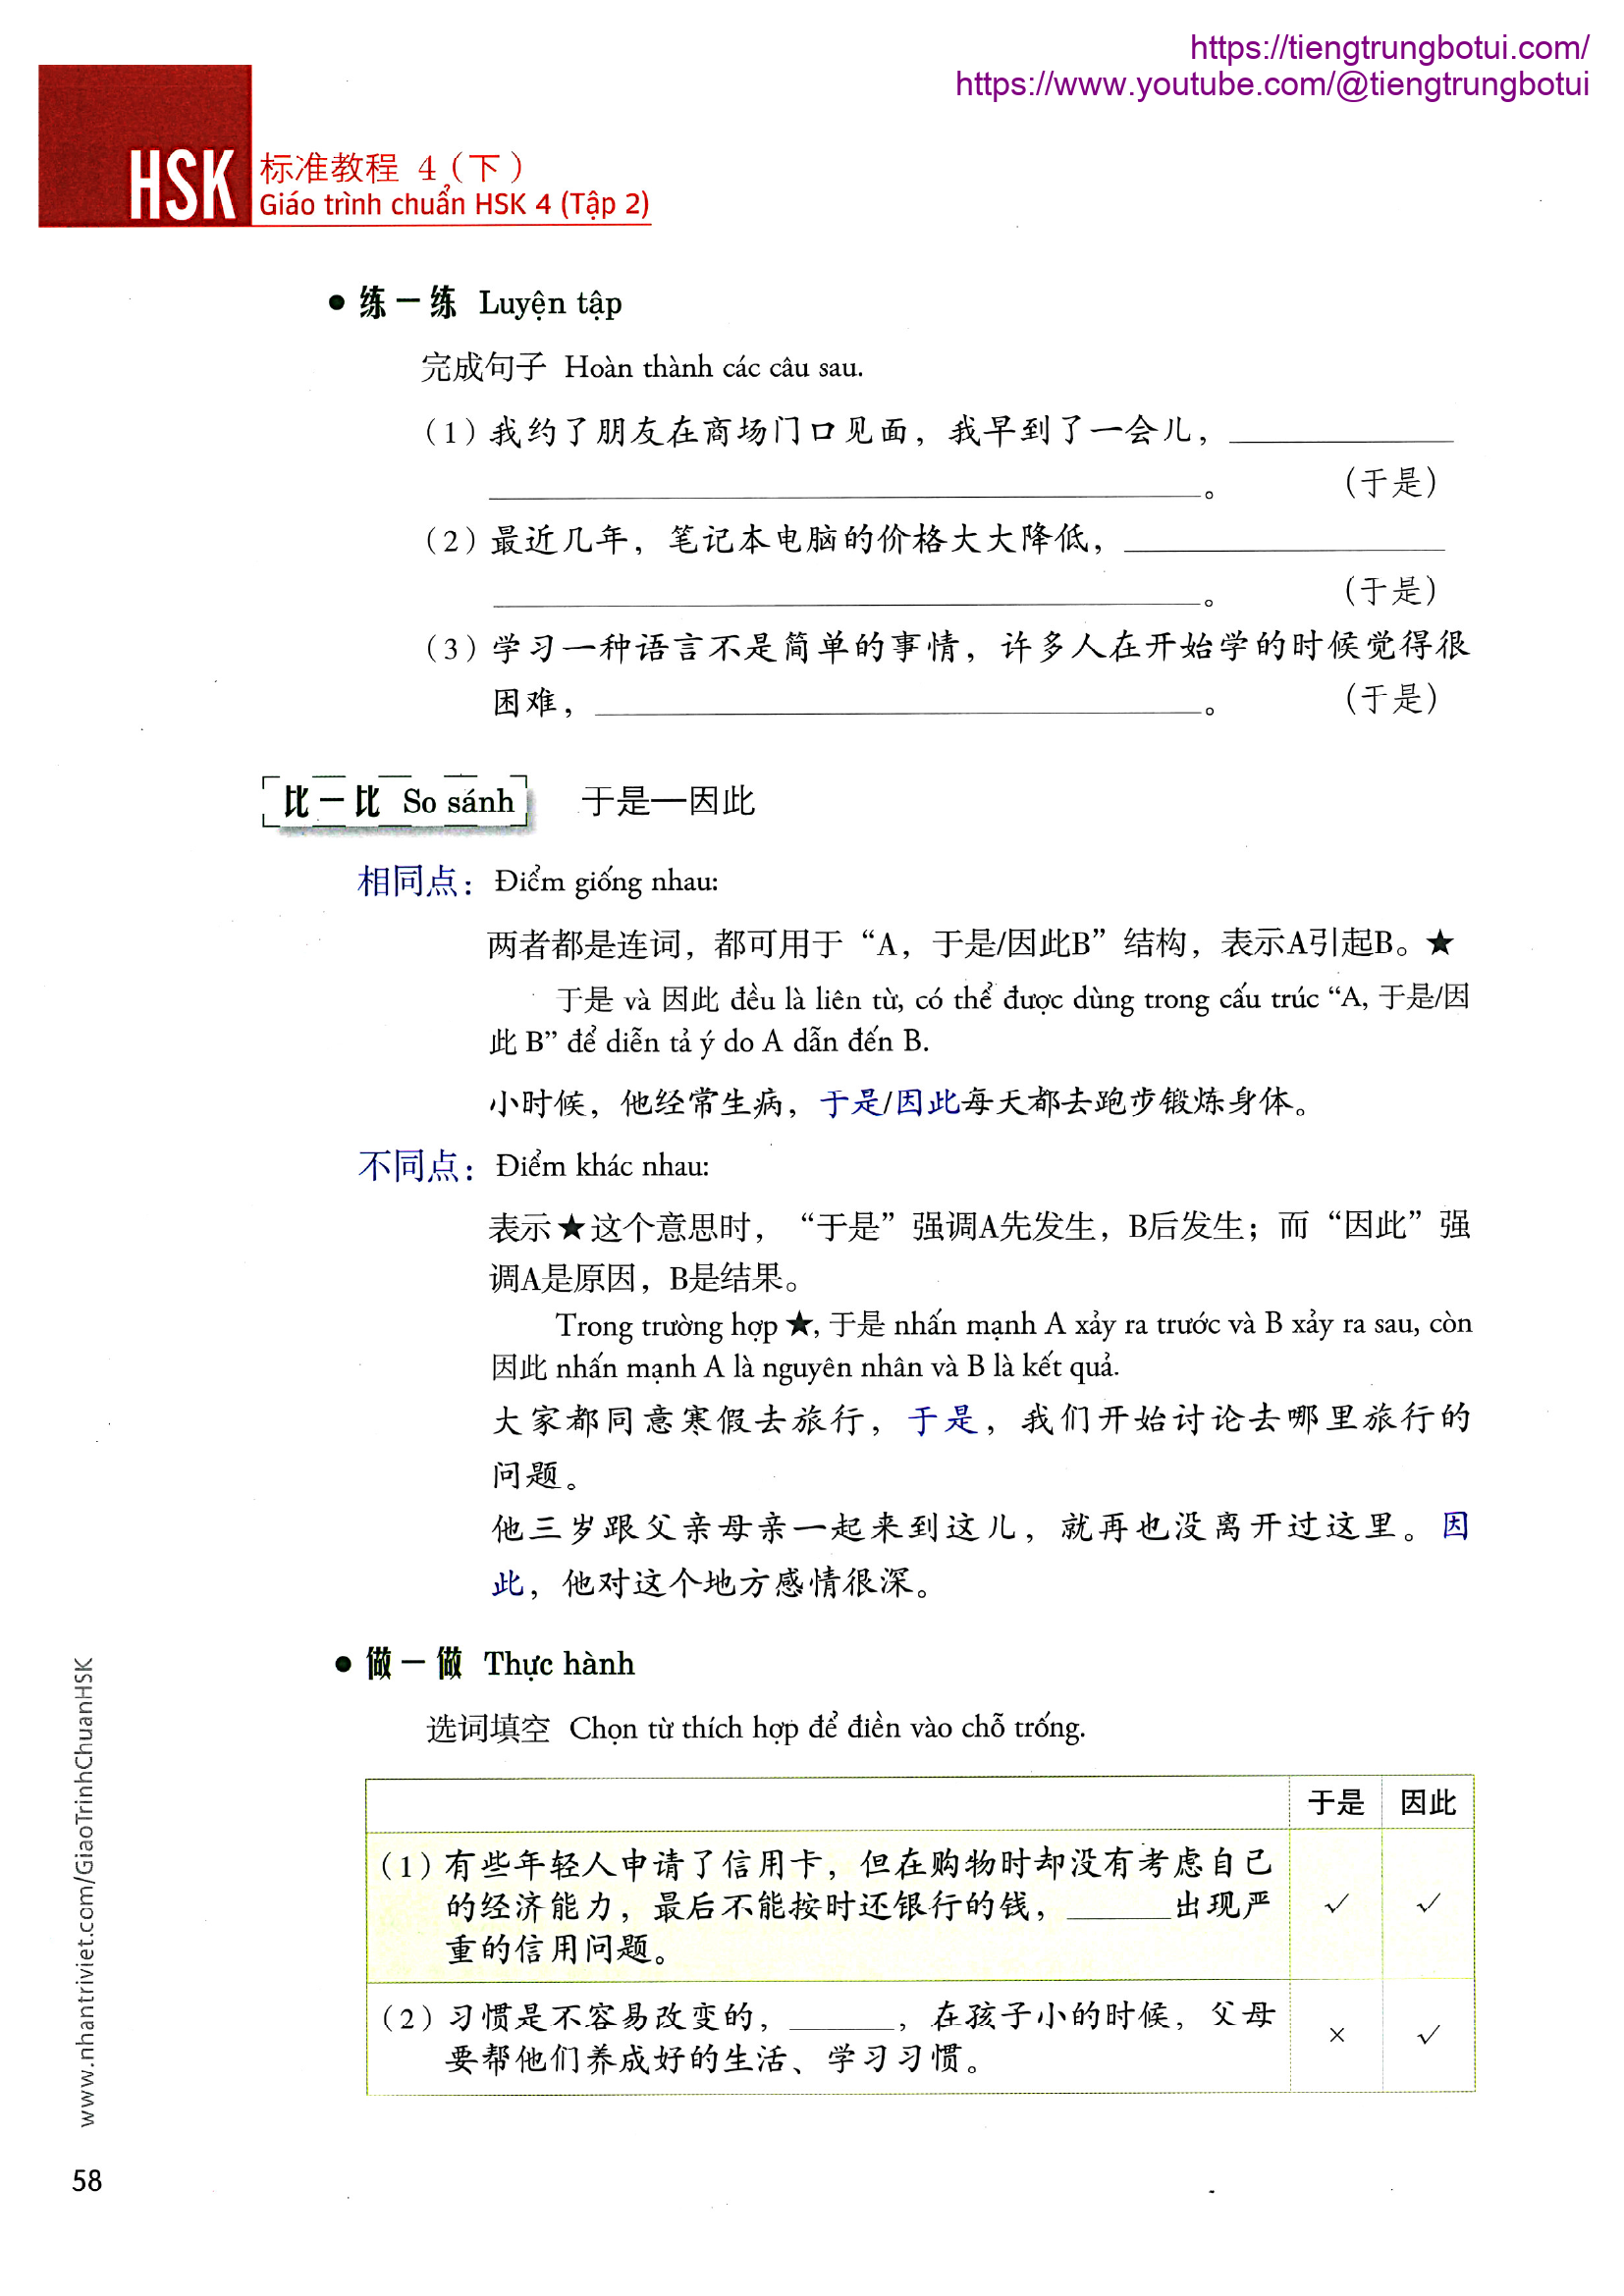 https://tiengtrungbotui.com/
https://www.youtube.com/@tiengtrungbotui
HSK 标准教程 4（下）
Giáo trình chuẩn HSK 4 (Tập 2)
● 练一练 Luyện tập
完成句子 Hoàn thành các câu sau.
（1）我约了朋友在商场门口见面，我早到了一会儿，____________
____________。 （于是）
（2）最近几年，笔记本电脑的价格大大降低，____________
____________。 （于是）
（3）学习一种语言不是简单的事情，许多人在开始学的时候觉得很
困难，____________。 （于是）
比一比 So sánh 于是—因此
相同点：Điểm giống nhau:
两者都是连词，都可用于“A，于是/因此B”结构，表示A引起B。★
于是 và 因此 đều là liên từ, có thể được dùng trong cấu trúc “A, 于是/因
此 B” để diễn tả ý do A dẫn đến B.
小时候，他经常生病，于是/因此每天都去跑步锻炼身体。
不同点：Điểm khác nhau:
表示★这个意思时，“于是”强调A先发生，B后发生；而“因此”强
调A是原因，B是结果。
Trong trường hợp ★, 于是 nhấn mạnh A xảy ra trước và B xảy ra sau, còn
因此 nhấn mạnh A là nguyên nhân và B là kết quả.
大家都同意寒假去旅行，于是，我们开始讨论去哪里旅行的
问题。
他三岁跟父亲母亲一起来到这儿，就再也没离开过这里。因
此，他对这个地方感情很深。
● 做一做 Thực hành
选词填空 Chọn từ thích hợp để điền vào chỗ trống.
于是 因此
（1）有些年轻人申请了信用卡，但在购物时却没有考虑自己
的经济能力，最后不能按时还银行的钱，______出现严 ✓ ✓
重的信用问题。
（2）习惯是不容易改变的，______，在孩子小的时候，父母 × ✓
要帮他们养成好的生活、学习习惯。
www.nhantriviet.com/GiaoTrinhChuanHSK
58